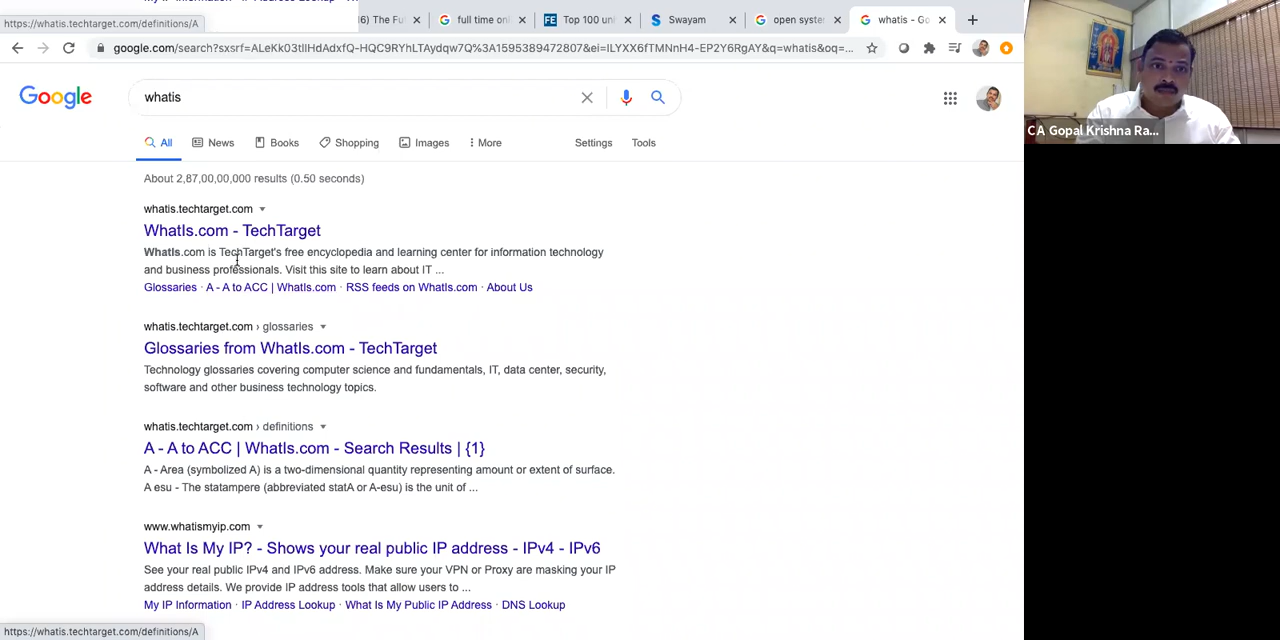 https://whatis.techtarget.com/definitions/A
6) The Fu
full time onl
Top 100 uni
Swayam
open system
whatis - Go
google.com/search?sxsrf=ALeKk03tlIHdAdxfQ-HQC9RYhLTAydqw7Q%3A1595389472807&ei=ILYXX6fTMNnH4-EP2Y6RgAY&q=whatis&oq=...
Google
whatis
All
News
Books
Shopping
Images
More
Settings
Tools
About 2,87,00,00,000 results (0.50 seconds)
whatis.techtarget.com
WhatIs.com - TechTarget
WhatIs.com is TechTarget's free encyclopedia and learning center for information technology
and business professionals. Visit this site to learn about IT ...
Glossaries · A - A to ACC | WhatIs.com · RSS feeds on WhatIs.com · About Us
whatis.techtarget.com › glossaries
Glossaries from WhatIs.com - TechTarget
Technology glossaries covering computer science and fundamentals, IT, data center, security,
software and other business technology topics.
whatis.techtarget.com › definitions
A - A to ACC | WhatIs.com - Search Results | {1}
A - Area (symbolized A) is a two-dimensional quantity representing amount or extent of surface.
A esu - The statampere (abbreviated statA or A-esu) is the unit of ...
www.whatismyip.com
What Is My IP? - Shows your real public IP address - IPv4 - IPv6
See your real public IPv4 and IPv6 address. Make sure your VPN or Proxy are masking your IP
address details. We provide IP address tools that allow users to ...
My IP Information · IP Address Lookup · What Is My Public IP Address · DNS Lookup
https://whatis.techtarget.com/definitions/A
CA Gopal Krishna Ra...